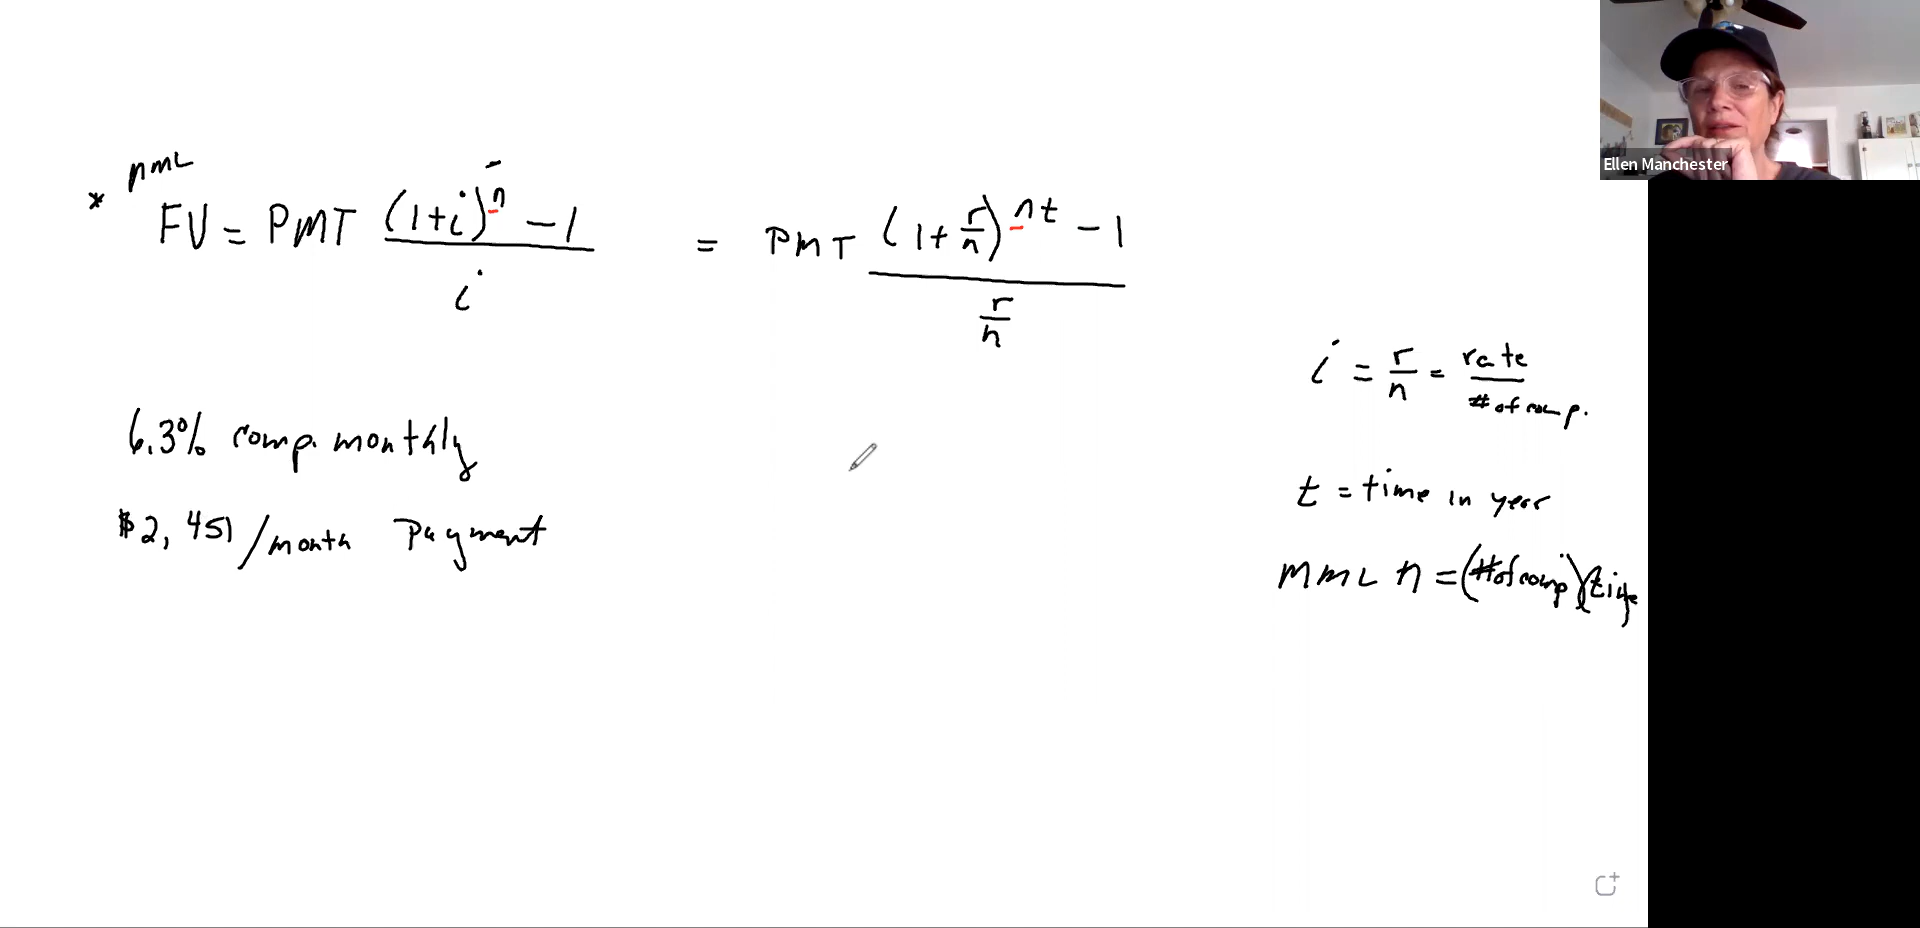 Ellen Manchester
* MML
FV = PMT (1+i)^n - 1 / i = PMT (1 + r/n)^nt - 1 / r/n
i = r/n = rate / # of comp.
6.3% comp. monthly
t = time in year
$2,451/month Payment
MML n = (# of comp)(time